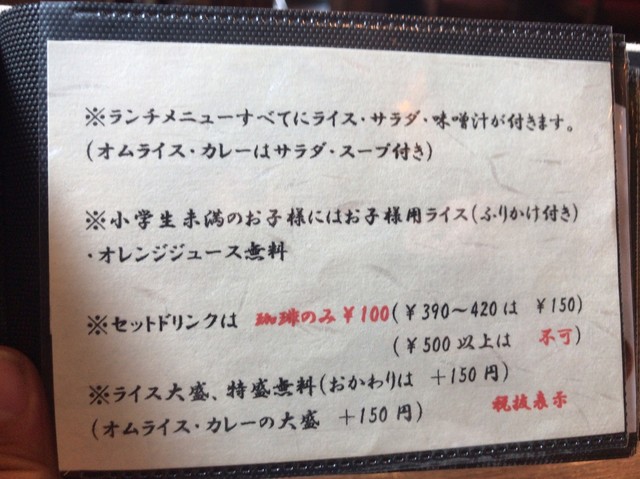 ※ランチメニューすべてにライス・サラダ・味噌汁が付きます。
(オムライス・カレーはサラダ・スープ付き)
※小学生未満のお子様にはお子様用ライス(ふりかけ付き)
・オレンジジュース無料
※セットドリンクは 珈琲のみ¥100(¥390～420は ¥150)
(¥500以上は 不可)
※ライス大盛、特盛無料(おかわりは +150円)
(オムライス・カレーの大盛 +150円)
税抜表示